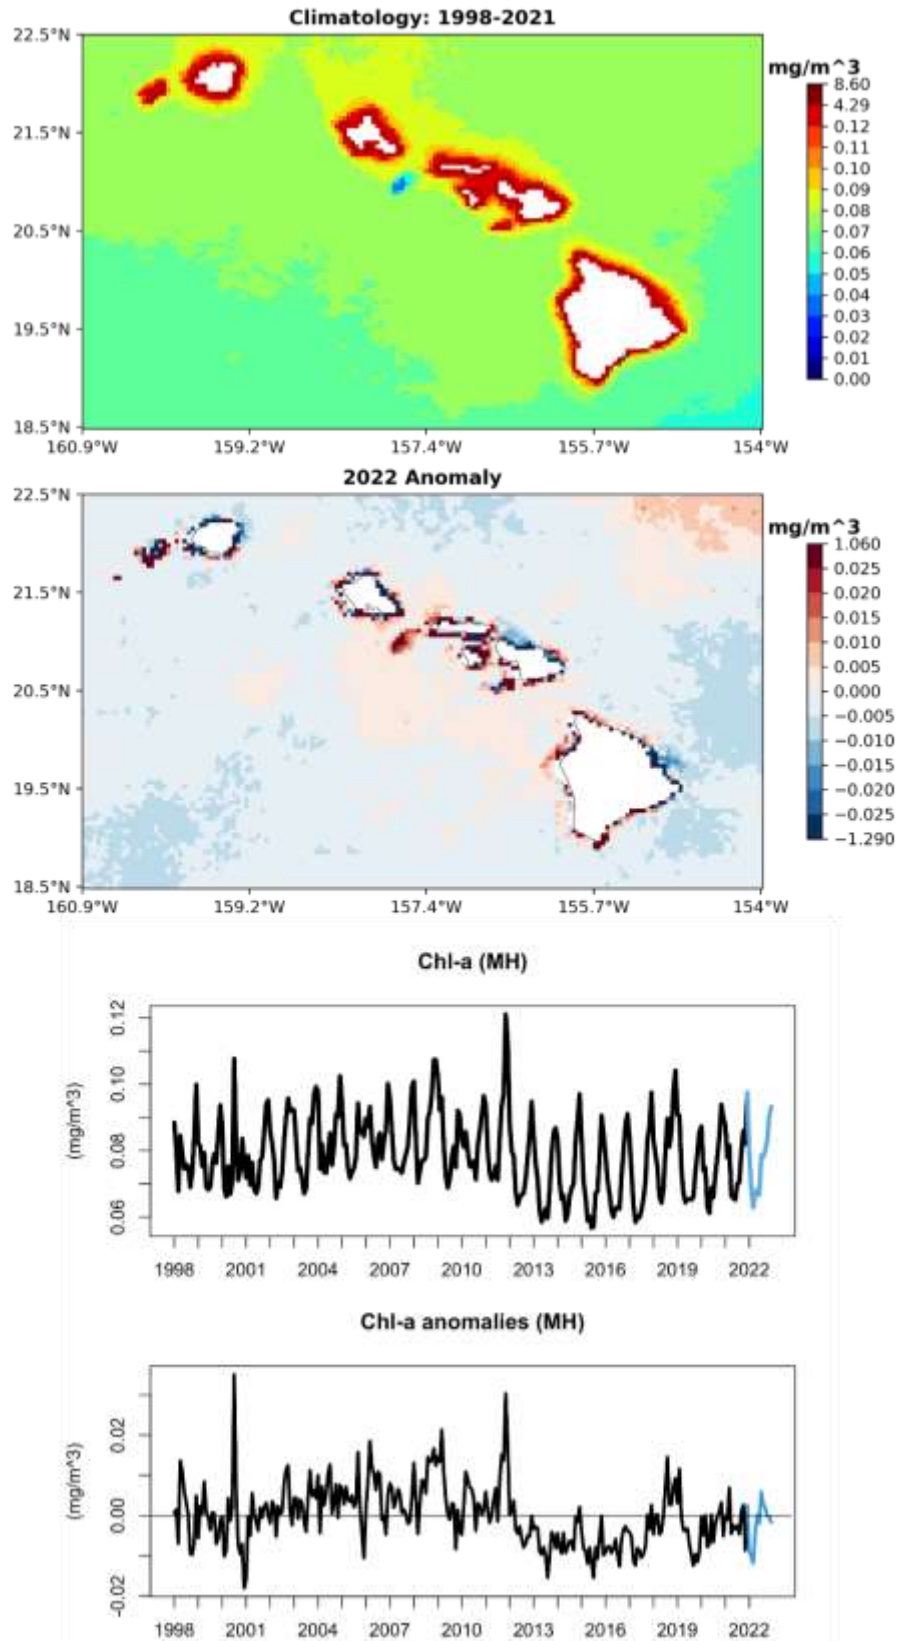 Climatology: 1998-2021
22.5°N
21.5°N
20.5°N
19.5°N
18.5°N
160.9°W 159.2°W 157.4°W 155.7°W 154°W
mg/m^3
8.60
4.29
0.12
0.11
0.10
0.09
0.08
0.07
0.06
0.05
0.04
0.03
0.02
0.01
0.00
2022 Anomaly
22.5°N
21.5°N
20.5°N
19.5°N
18.5°N
160.9°W 159.2°W 157.4°W 155.7°W 154°W
mg/m^3
1.060
0.025
0.020
0.015
0.010
0.005
0.000
−0.005
−0.010
−0.015
−0.020
−0.025
−1.290
Chl-a (MH)
(mg/m^3)
0.12
0.10
0.08
0.06
1998 2001 2004 2007 2010 2013 2016 2019 2022
Chl-a anomalies (MH)
(mg/m^3)
0.02
0.00
-0.02
1998 2001 2004 2007 2010 2013 2016 2019 2022